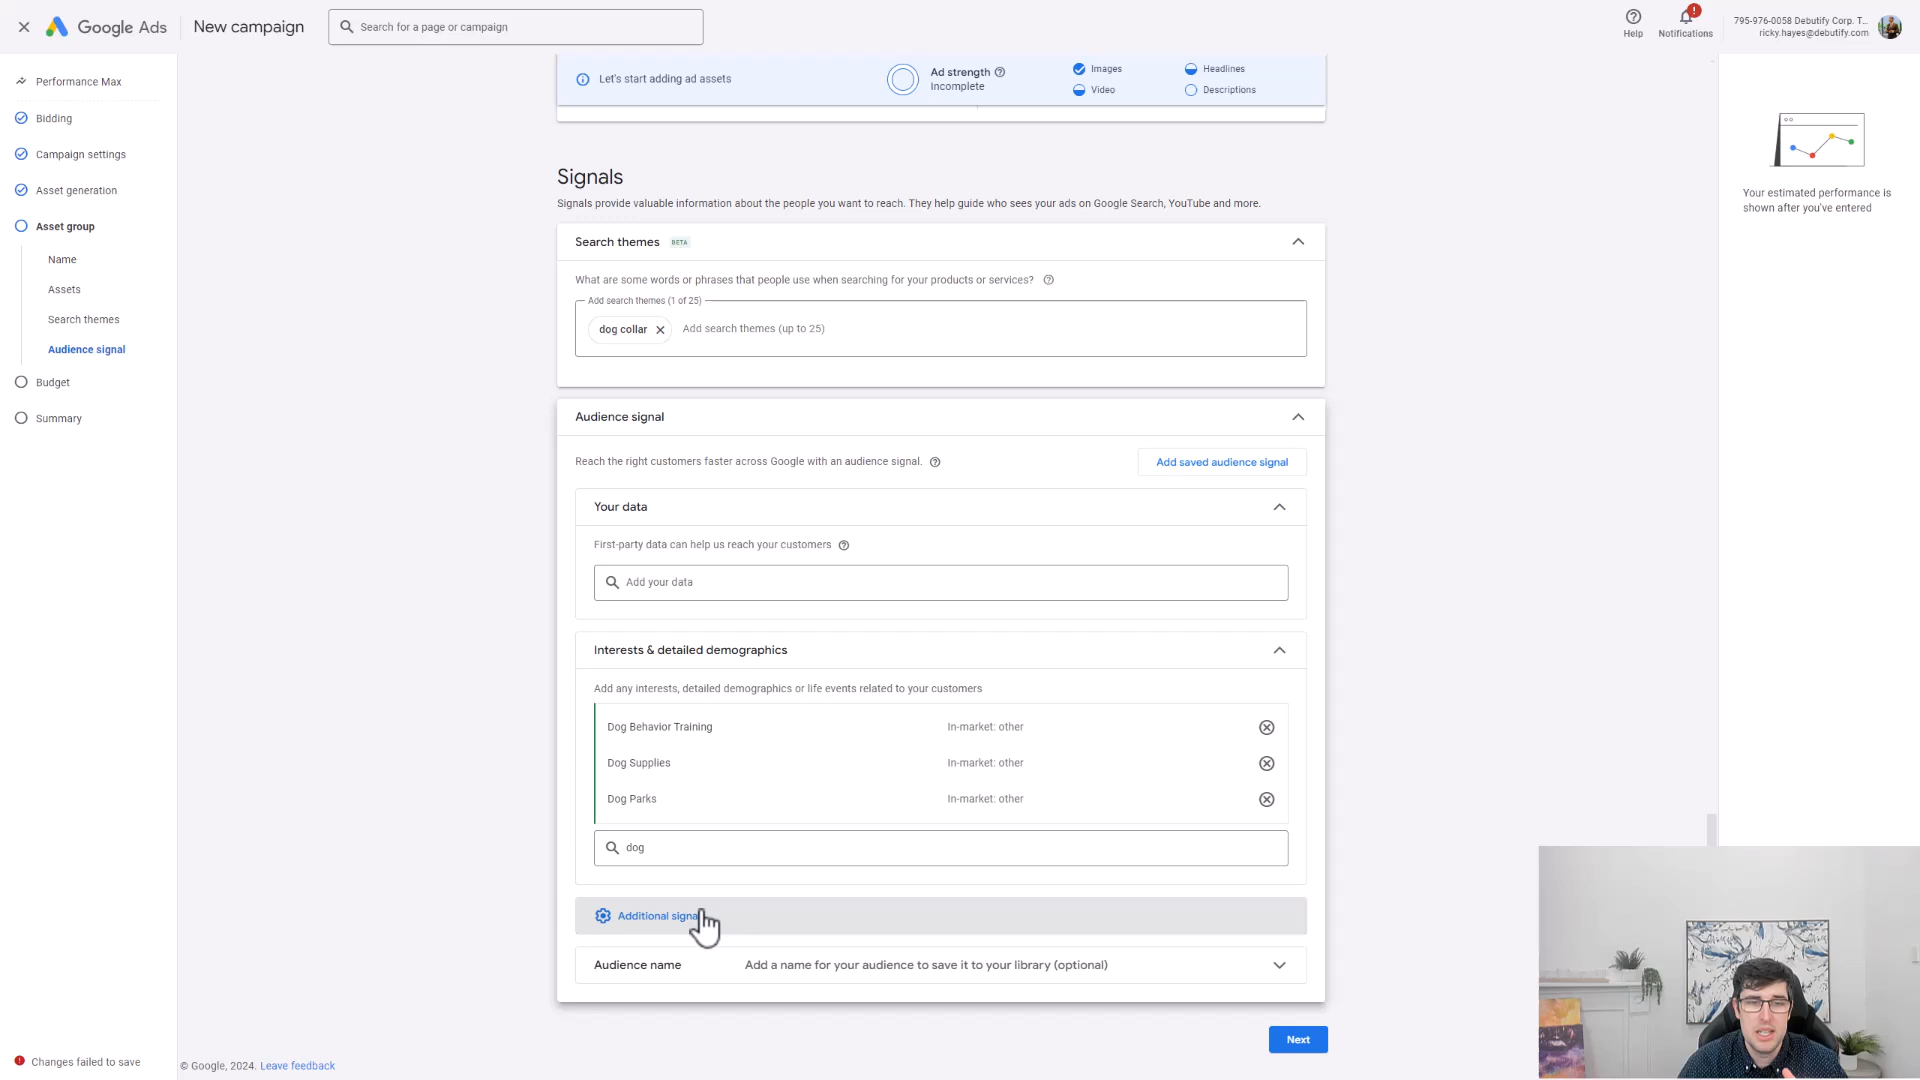 Google Ads
New campaign
Search for a page or campaign
Help
Notifications
795-976-0058 Debutify Corp. T...
ricky.hayes@debutify.com
Performance Max
Bidding
Campaign settings
Asset generation
Asset group
Name
Assets
Search themes
Audience signal
Budget
Summary
Let's start adding ad assets
Ad strength
Incomplete
Images
Video
Headlines
Descriptions
Your estimated performance is
shown after you've entered
Signals
Signals provide valuable information about the people you want to reach. They help guide who sees your ads on Google Search, YouTube and more.
Search themes BETA
What are some words or phrases that people use when searching for your products or services?
Add search themes (1 of 25)
dog collar
Add search themes (up to 25)
Audience signal
Reach the right customers faster across Google with an audience signal.
Add saved audience signal
Your data
First-party data can help us reach your customers
Add your data
Interests & detailed demographics
Add any interests, detailed demographics or life events related to your customers
Dog Behavior Training In-market: other
Dog Supplies In-market: other
Dog Parks In-market: other
dog
Additional signa
Audience name Add a name for your audience to save it to your library (optional)
Next
Changes failed to save
© Google, 2024. Leave feedback